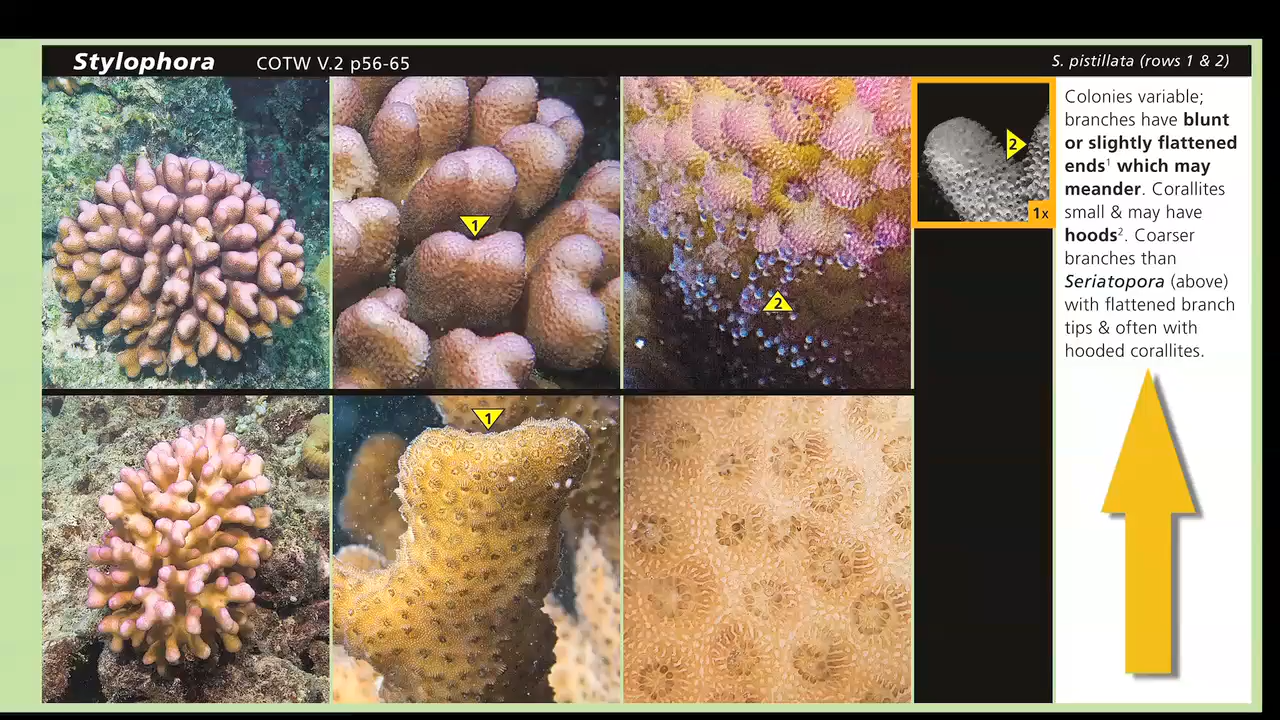 Stylophora COTW V.2 p56-65 S. pistillata (rows 1 & 2)
1
2
2
1x
Colonies variable;
branches have blunt
or slightly flattened
ends¹ which may
meander. Corallites
small & may have
hoods². Coarser
branches than
Seriatopora (above)
with flattened branch
tips & often with
hooded corallites.
1